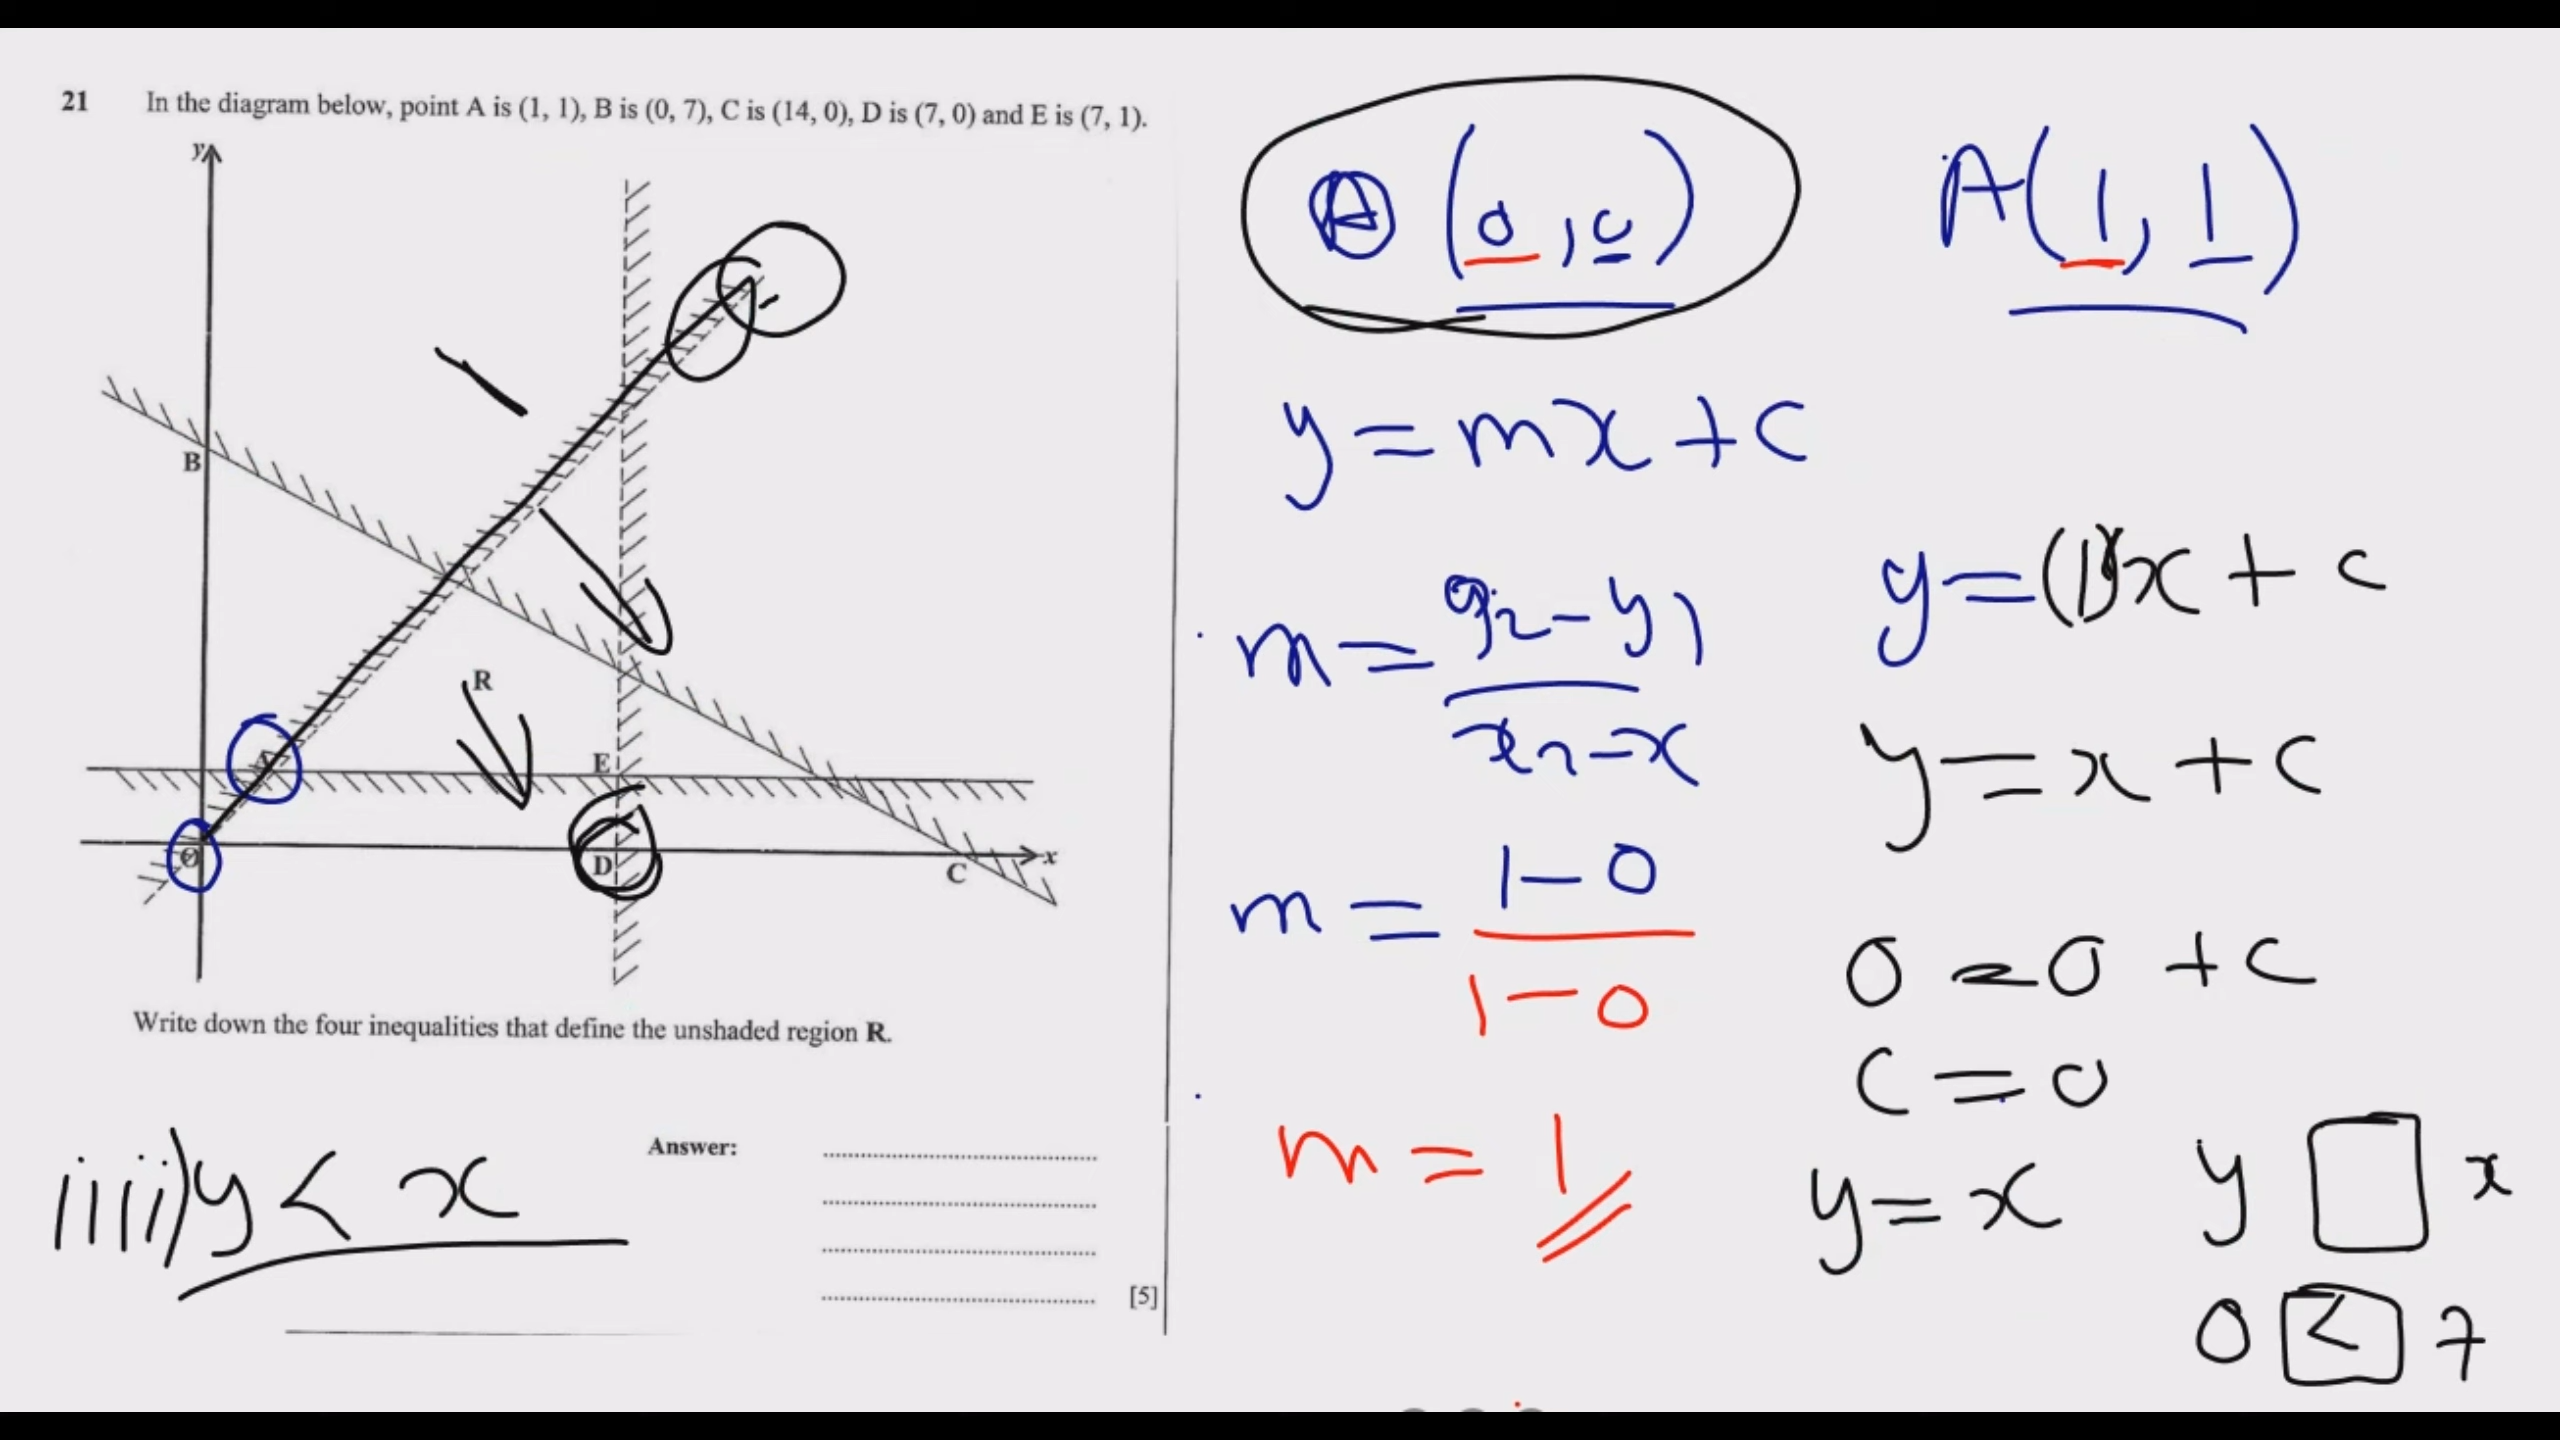 21 In the diagram below, point A is (1, 1), B is (0, 7), C is (14, 0), D is (7, 0) and E is (7, 1).
y
B
R
A
E
O
D
C
x
Write down the four inequalities that define the unshaded region R.
Answer: ..................
..................
..................
.................. [5]
iiii) y < x
(0, 0)
A(1, 1)
y = mx + c
m = y2 - y1
x2 - x
m = 1 - 0
1 - 0
m = 1
y = (1)x + c
y = x + c
0 = 0 + c
c = 0
y = x
y □ x
0 < 7